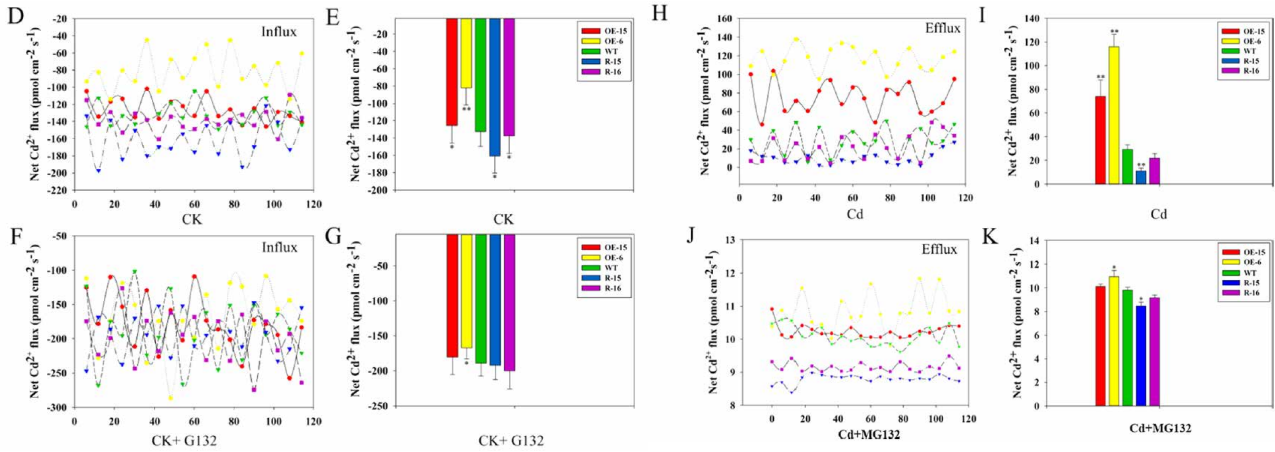 D
Influx
Net Cd2+ flux (pmol cm-2 s-1)
-20
-40
-60
-80
-100
-120
-140
-160
-180
-200
-220
0 20 40 60 80 100 120
CK
E
OE-15
OE-6
WT
R-15
R-16
Net Cd2+ flux (pmol cm-2 s-1)
-20
-40
-60
-80
-100
-120
-140
-160
-180
-200
* ** * *
CK
H
Efflux
Net Cd2+ flux (pmol cm-2 s-1)
160
140
120
100
80
60
40
20
0
0 20 40 60 80 100 120
Cd
I
OE-15
OE-6
WT
R-15
R-16
Net Cd2+ flux (pmol cm-2 s-1)
140
120
100
80
60
40
20
0
** ** **
Cd
F
Influx
Net Cd2+ flux (pmol cm-2 s-1)
-50
-100
-150
-200
-250
-300
0 20 40 60 80 100 120
CK+ G132
G
OE-15
OE-6
WT
R-15
R-16
Net Cd2+ flux (pmol cm-2 s-1)
-50
-100
-150
-200
-250
*
CK+ G132
J
Efflux
Net Cd2+ flux (pmol cm-2s-1)
13
12
11
10
9
8
0 20 40 60 80 100 120
Cd+MG132
K
OE-15
OE-6
WT
R-15
R-16
Net Cd2+ flux (pmol cm-2 s-1)
14
12
10
8
6
4
2
0
* *
Cd+MG132